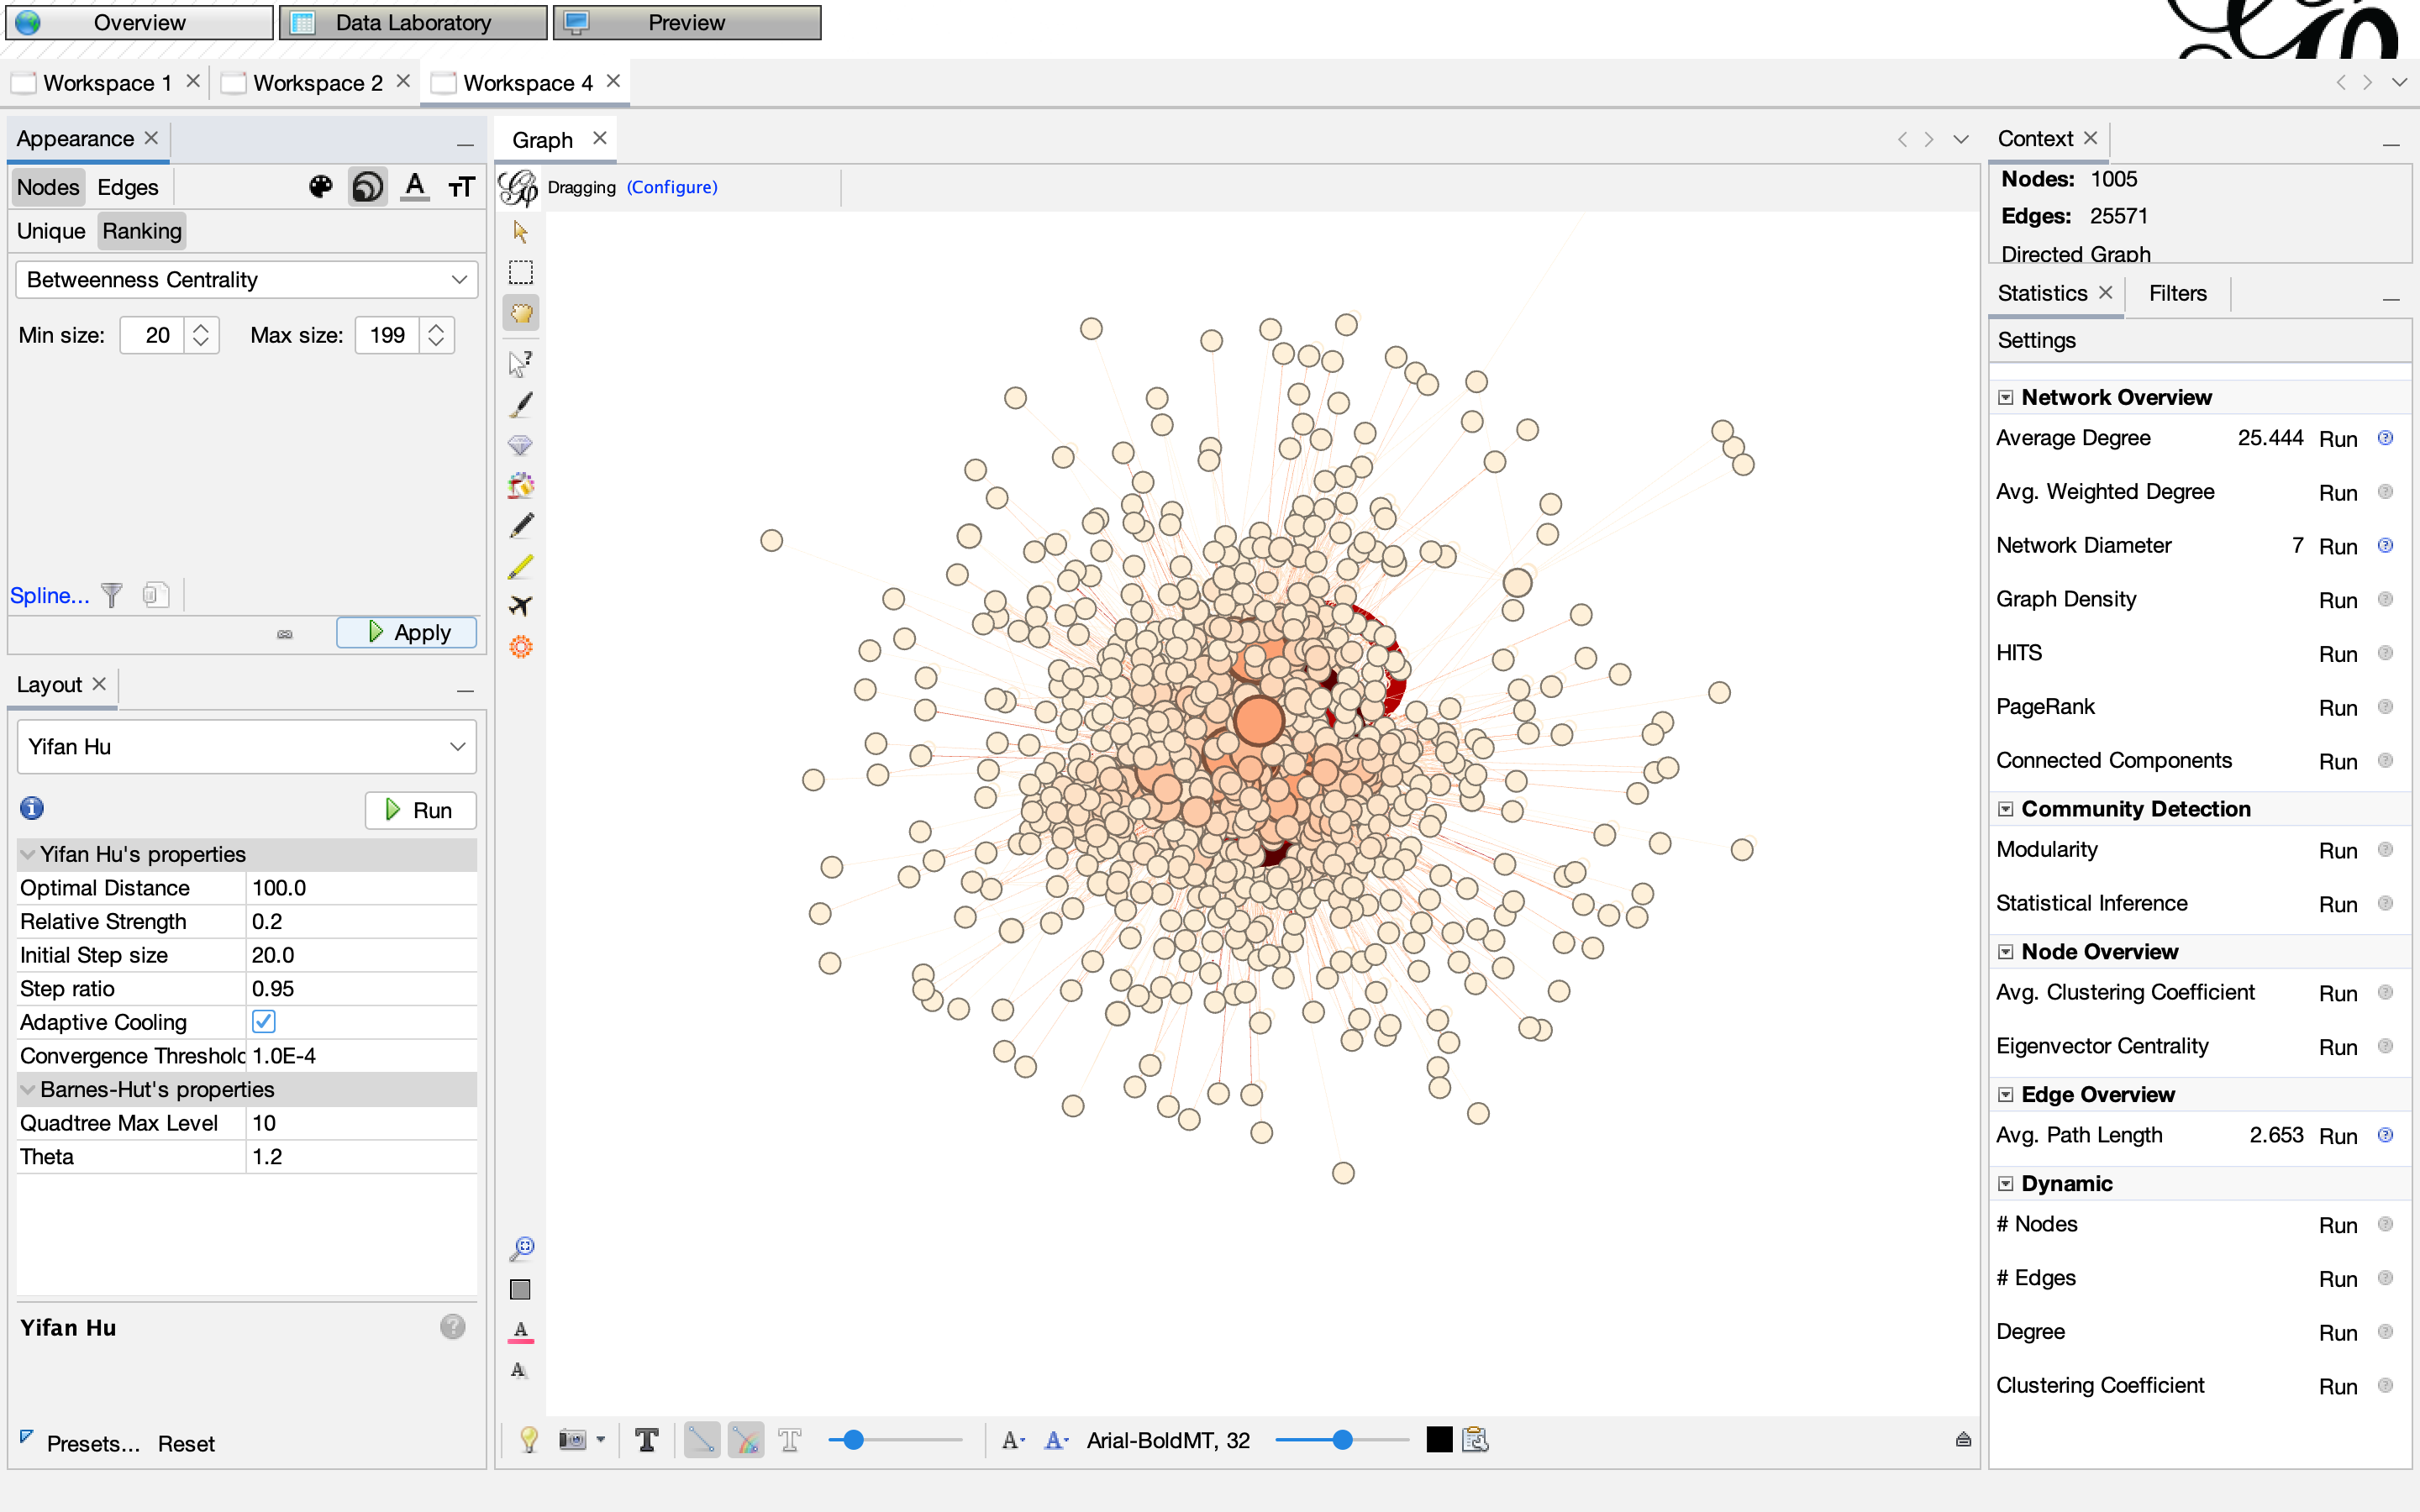 Overview
Data Laboratory
Preview
Workspace 1
Workspace 2
Workspace 4
Appearance
Nodes Edges
Unique Ranking
Betweenness Centrality
Min size: 20 Max size: 199
Spline...
Apply
Layout
Yifan Hu
Run
Yifan Hu's properties
Optimal Distance 100.0
Relative Strength 0.2
Initial Step size 20.0
Step ratio 0.95
Adaptive Cooling
Convergence Threshold 1.0E-4
Barnes-Hut's properties
Quadtree Max Level 10
Theta 1.2
Yifan Hu
Presets... Reset
Graph
Dragging (Configure)
Arial-BoldMT, 32
Context
Nodes: 1005
Edges: 25571
Directed Graph
Statistics
Filters
Settings
Network Overview
Average Degree 25.444 Run
Avg. Weighted Degree Run
Network Diameter 7 Run
Graph Density Run
HITS Run
PageRank Run
Connected Components Run
Community Detection
Modularity Run
Statistical Inference Run
Node Overview
Avg. Clustering Coefficient Run
Eigenvector Centrality Run
Edge Overview
Avg. Path Length 2.653 Run
Dynamic
# Nodes Run
# Edges Run
Degree Run
Clustering Coefficient Run